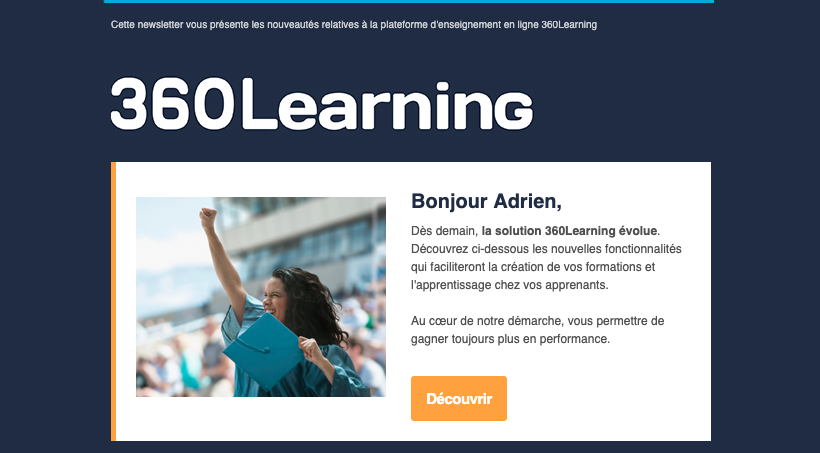 Cette newsletter vous présente les nouveautés relatives à la plateforme d'enseignement en ligne 360Learning
360Learning
Bonjour Adrien,
Dès demain, la solution 360Learning évolue.
Découvrez ci-dessous les nouvelles fonctionnalités
qui faciliteront la création de vos formations et
l'apprentissage chez vos apprenants.
Au cœur de notre démarche, vous permettre de
gagner toujours plus en performance.
Découvrir